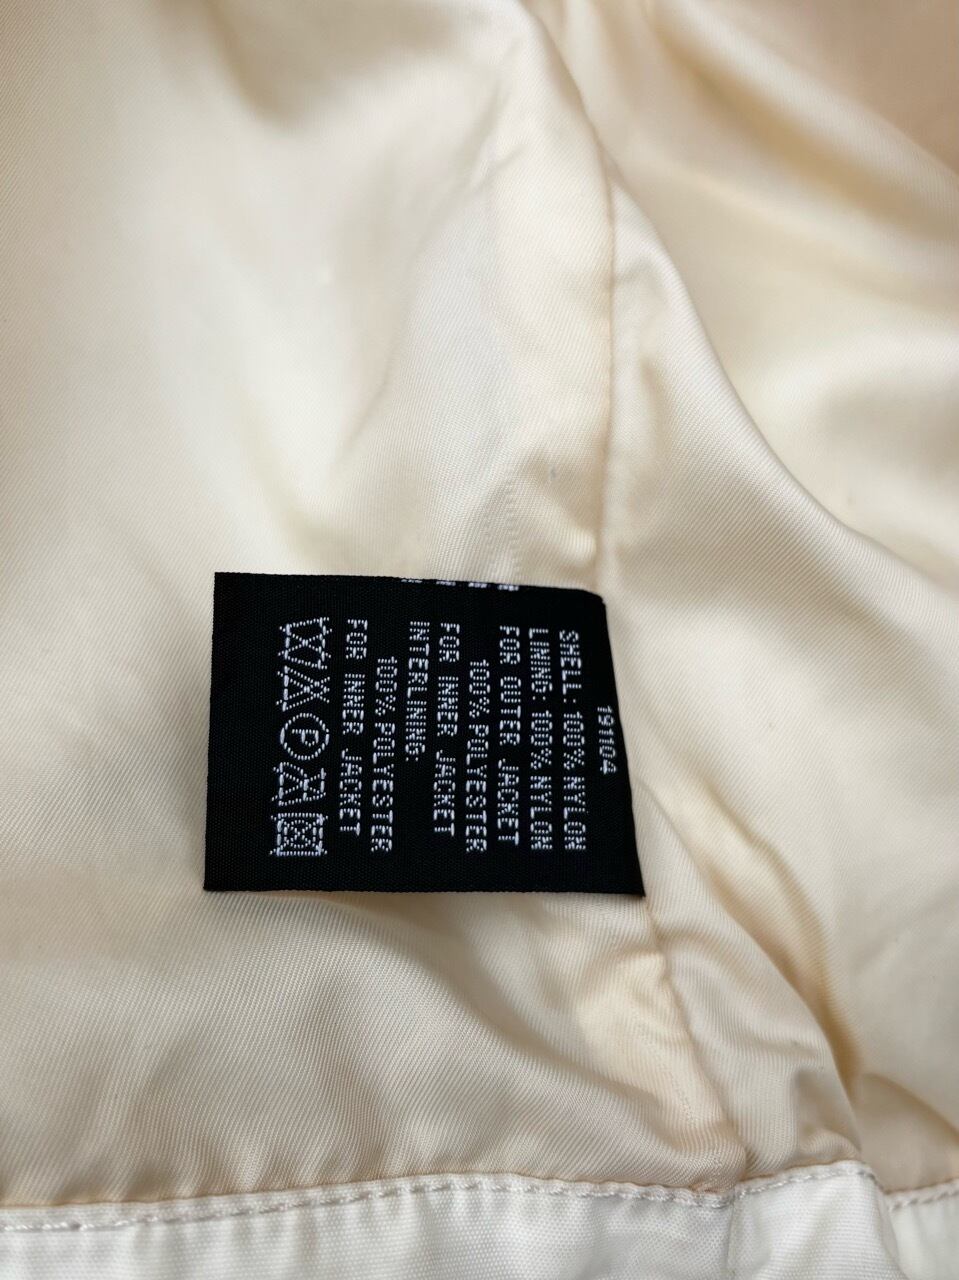 191104
SHELL: 100% NYLON
LINING: 100% NYLON
FOR OUTER JACKET
100% POLYESTER
FOR INNER JACKET
INTERLINING:
100% POLYESTER
FOR INNER JACKET
P